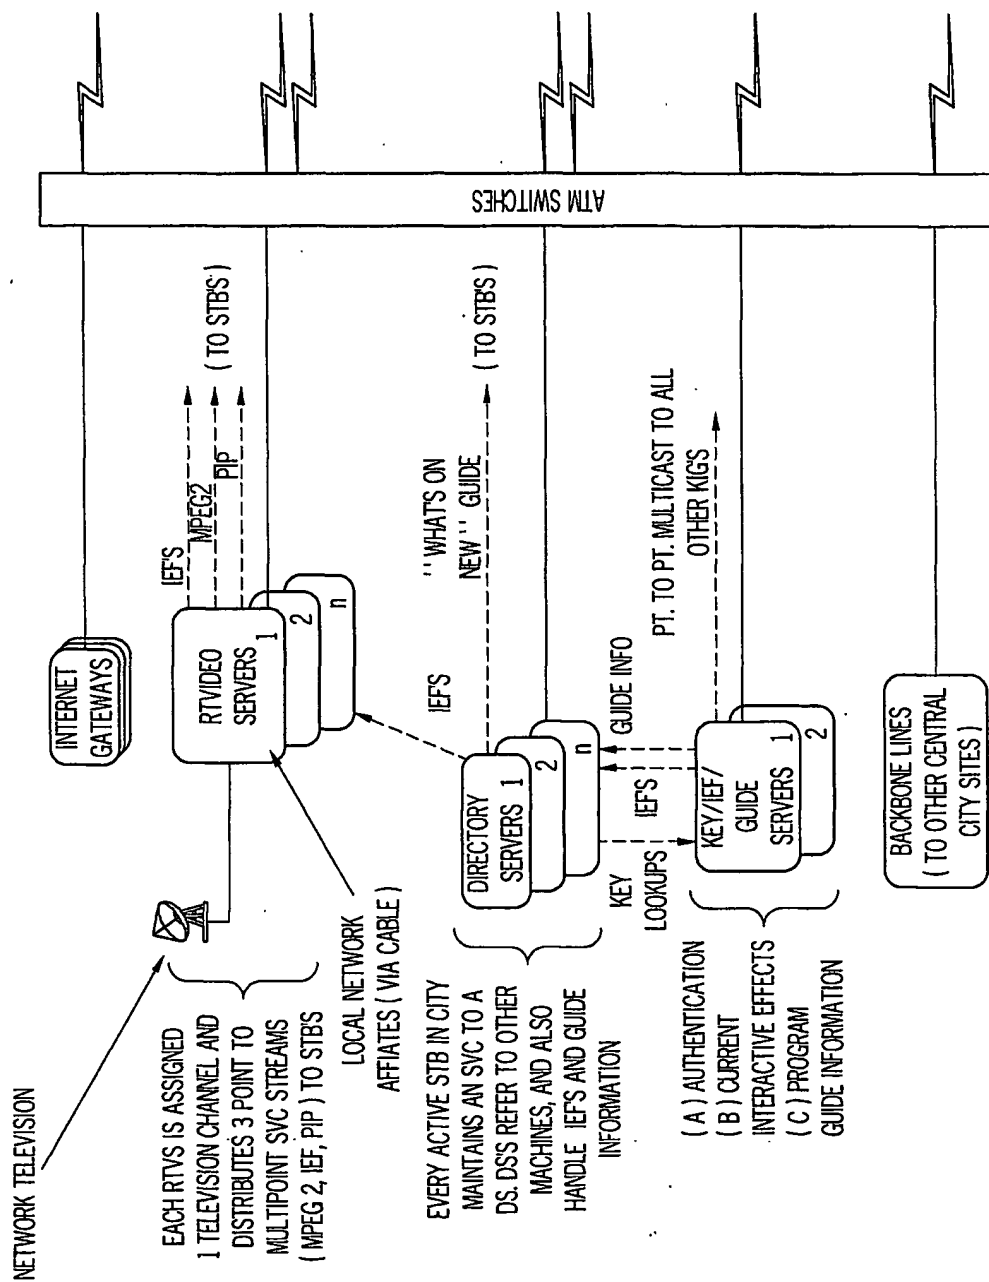 NETWORK TELEVISION
EACH RTVS IS ASSIGNED
1 TELEVISION CHANNEL AND
DISTRIBUTES 3 POINT TO
MULTIPOINT SVC STREAMS
( MPEG 2, IEF, PIP ) TO STB'S
LOCAL NETWORK
AFFIATES ( VIA CABLE )
EVERY ACTIVE STB IN CITY
MAINTAINS AN SVC TO A
DS. DS'S REFER TO OTHER
MACHINES, AND ALSO
HANDLE IEF'S AND GUIDE
INFORMATION
( A ) AUTHENTICATION
( B ) CURRENT
INTERACTIVE EFFECTS
( C ) PROGRAM
GUIDE INFORMATION
INTERNET
GATEWAYS
RTVIDEO
SERVERS 1
2
n
DIRECTORY
SERVERS 1
2
n
KEY
LOOKUPS
IEF'S
GUIDE INFO
KEY/IEF/
GUIDE
SERVERS 1
2
BACKBONE LINES
( TO OTHER CENTRAL
CITY SITES )
IEF'S
IEF'S
MPEG2
PIP
( TO STB'S )
"WHAT'S ON
NEW" GUIDE
( TO STB'S )
PT. TO PT. MULTICAST TO ALL
OTHER KIG'S
ATM SWITCHES